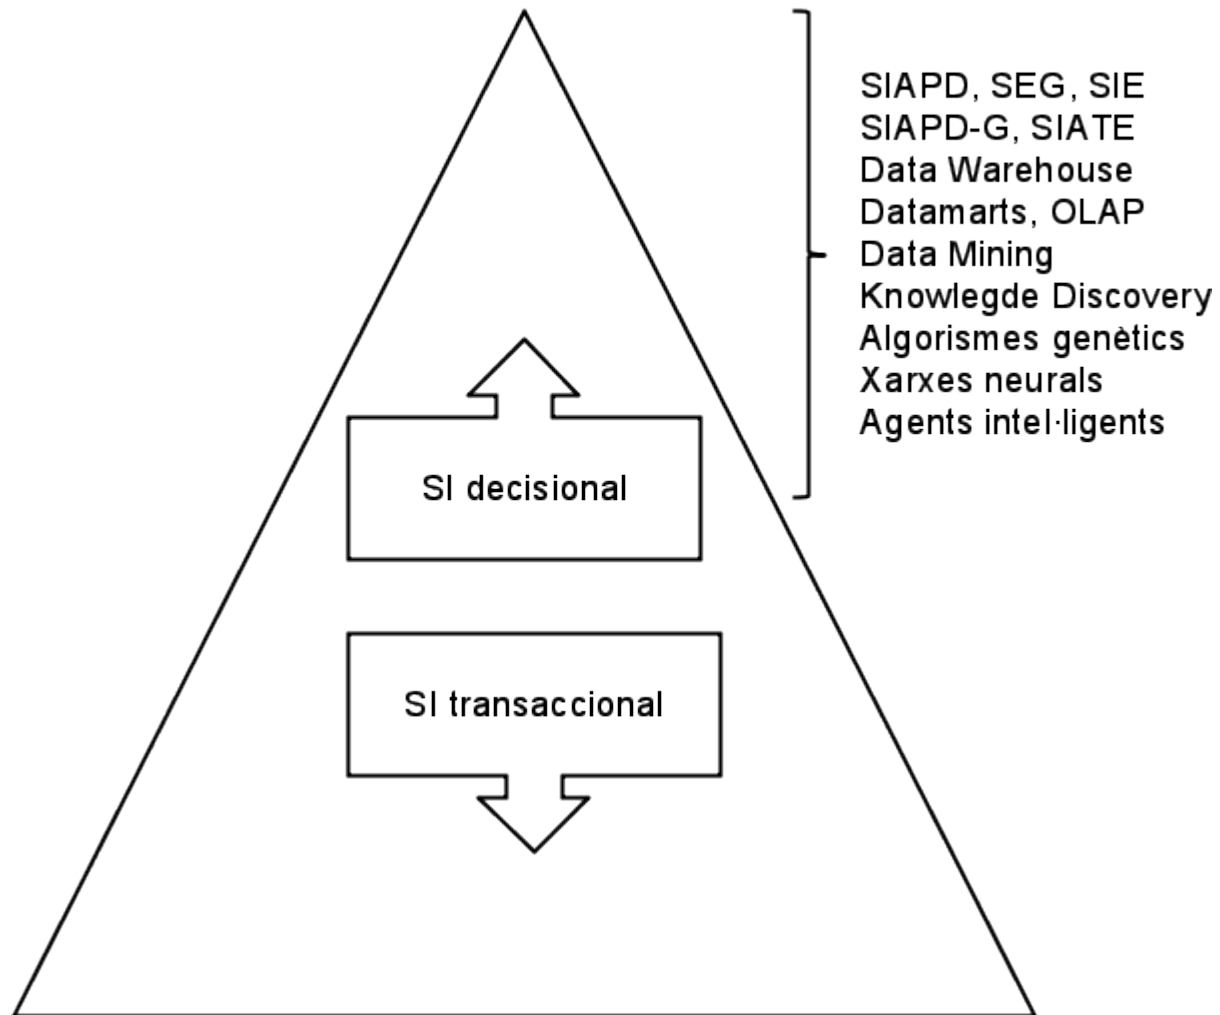 SIAPD, SEG, SIE
SIAPD-G, SIATE
Data Warehouse
Datamarts, OLAP
Data Mining
Knowlegde Discovery
Algorismes genètics
Xarxes neurals
Agents intel·ligents
SI decisional
SI transaccional